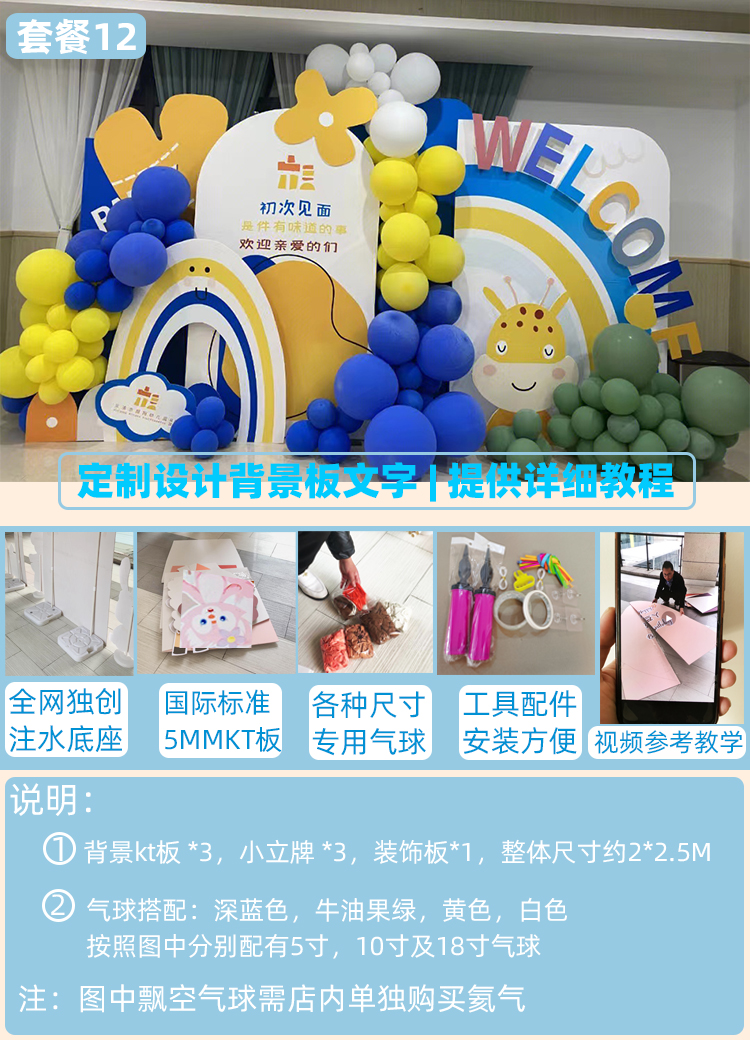 套餐12
WELCOME
初次见面
是件有味道的事
欢迎亲爱的们
定制设计背景板文字 | 提供详细教程
全网独创
注水底座
国际标准
5MMKT板
各种尺寸
专用气球
工具配件
安装方便
视频参考教学
说明：
① 背景kt板 *3，小立牌 *3，装饰板*1，整体尺寸约2*2.5M
② 气球搭配：深蓝色，牛油果绿，黄色，白色
按照图中分别配有5寸，10寸及18寸气球
注：图中飘空气球需店内单独购买氦气